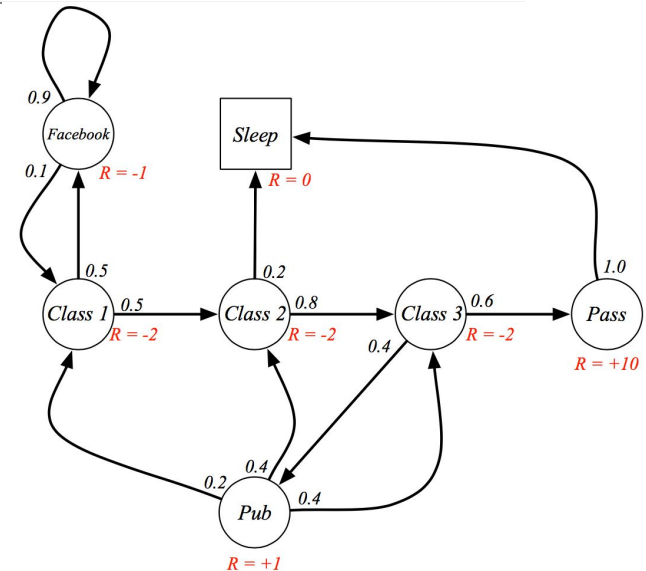 0.9
Facebook
0.1
R = -1
Sleep
R = 0
0.5
Class 1
0.5
R = -2
0.2
Class 2
0.8
R = -2
Class 3
0.6
R = -2
0.4
1.0
Pass
R = +10
0.2
0.4
0.4
Pub
R = +1